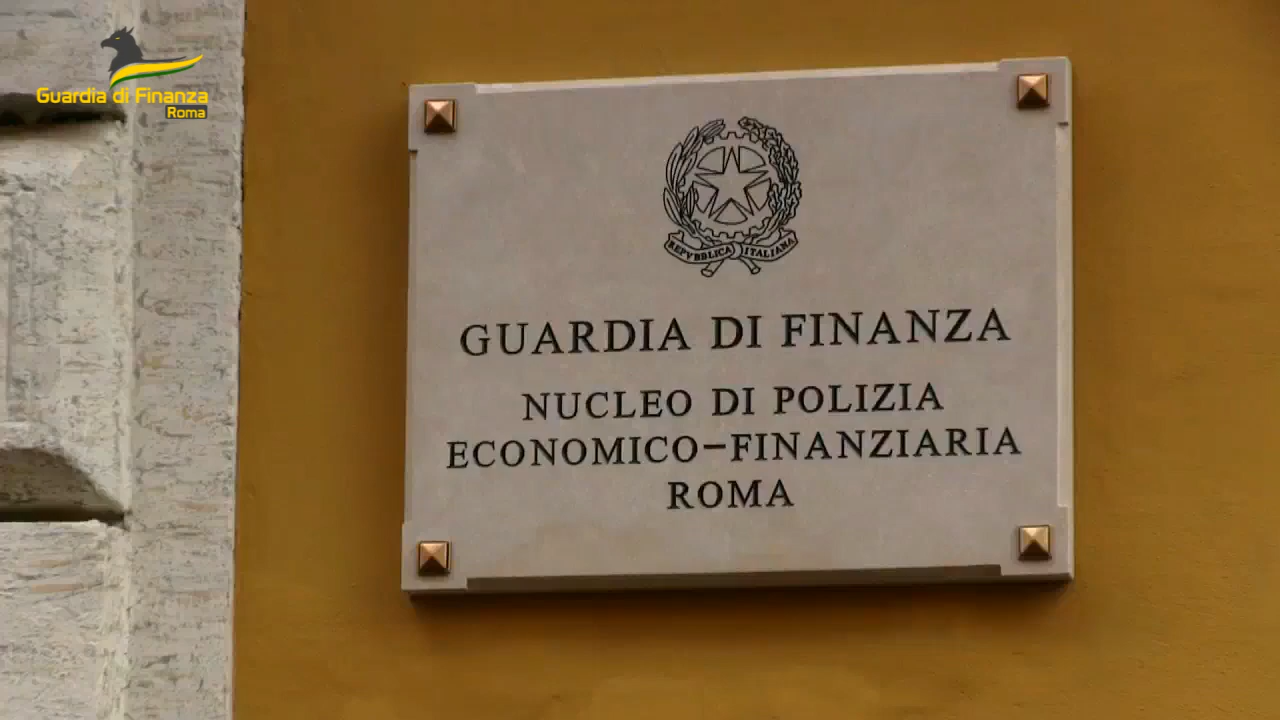 Guardia di Finanza
Roma
REPVBBLICA ITALIANA
GUARDIA DI FINANZA
NUCLEO DI POLIZIA
ECONOMICO-FINANZIARIA
ROMA